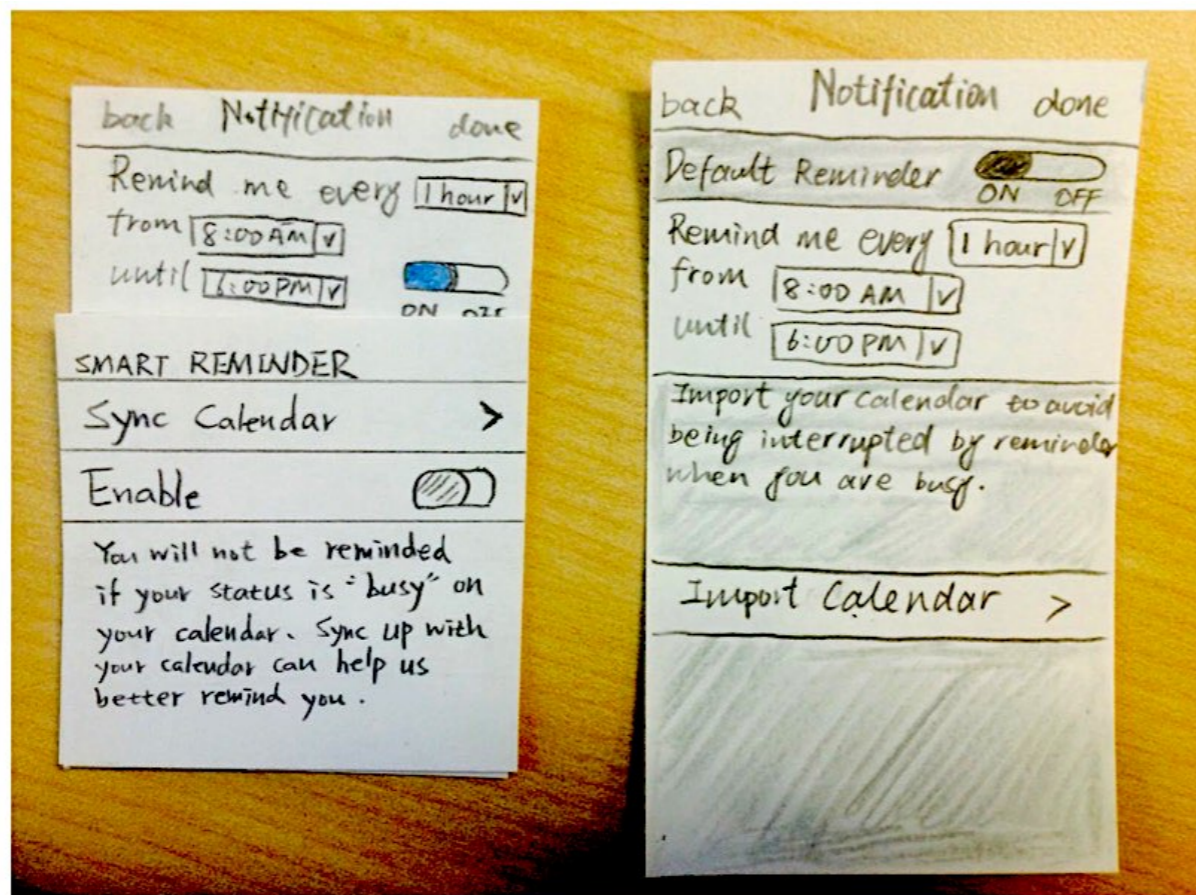 back Notification done
Remind me every 1 hour v
from 8:00 AM v
until 6:00 PM v
ON OFF
SMART REMINDER
Sync Calendar >
Enable
You will not be reminded
if your status is "busy" on
your calendar. Sync up with
your calendar can help us
better remind you.
back Notification done
Default Reminder
ON OFF
Remind me every 1 hour v
from 8:00 AM v
until 6:00 PM v
Import your calendar to avoid
being interrupted by reminder
when you are busy.
Import Calendar >